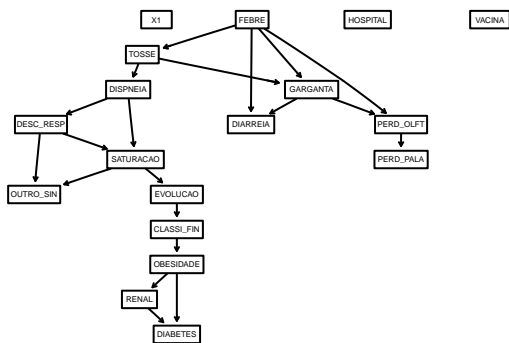 X1
FEBRE
HOSPITAL
VACINA
TOSSE
DISPNEIA
GARGANTA
DESC_RESP
DIARREIA
PERD_OLFT
SATURACAO
PERD_PALA
OUTRO_SIN
EVOLUCAO
CLASSI_FIN
OBESIDADE
RENAL
DIABETES